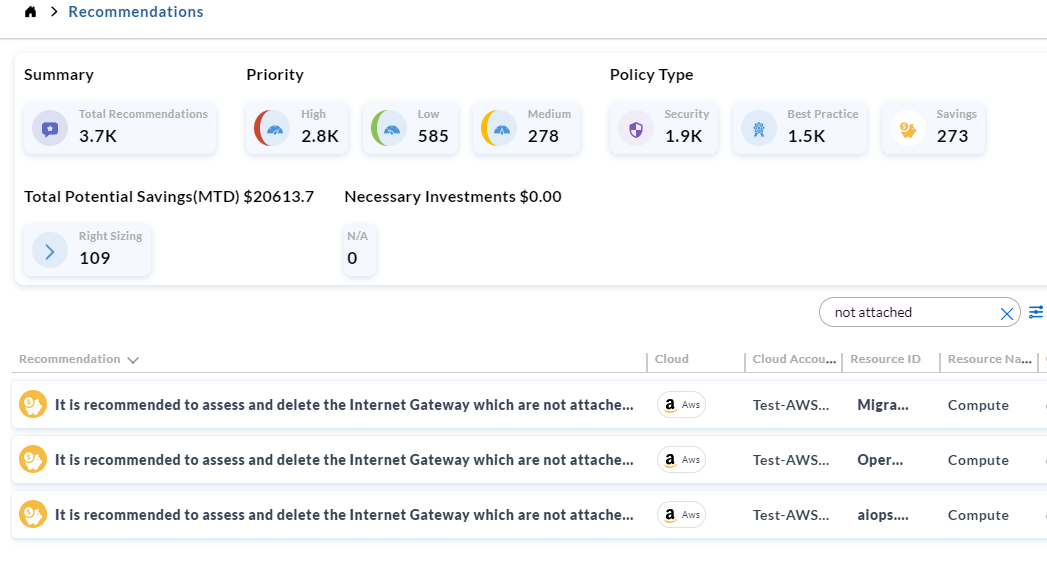 Recommendations
Summary
Priority
Policy Type
Total Recommendations
3.7K
High
2.8K
Low
585
Medium
278
Security
1.9K
Best Practice
1.5K
Savings
273
Total Potential Savings(MTD) $20613.7
Necessary Investments $0.00
Right Sizing
109
N/A
0
not attached
Recommendation Cloud Cloud Accou... Resource ID Resource Na...
It is recommended to assess and delete the Internet Gateway which are not attache... a Aws Test-AWS... Migra... Compute
It is recommended to assess and delete the Internet Gateway which are not attache... a Aws Test-AWS... Oper... Compute
It is recommended to assess and delete the Internet Gateway which are not attache... a Aws Test-AWS... aiops.... Compute